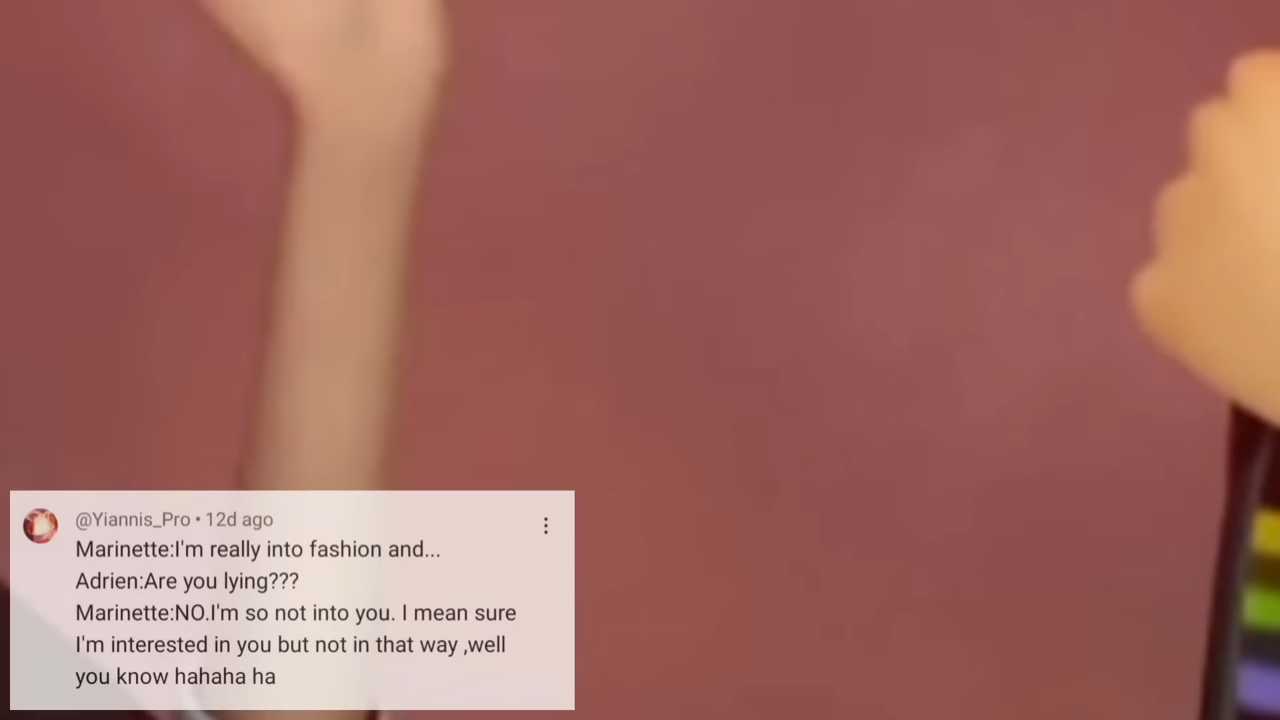 @Yiannis_Pro • 12d ago
Marinette:I'm really into fashion and...
Adrien:Are you lying???
Marinette:NO.I'm so not into you. I mean sure
I'm interested in you but not in that way ,well
you know hahaha ha